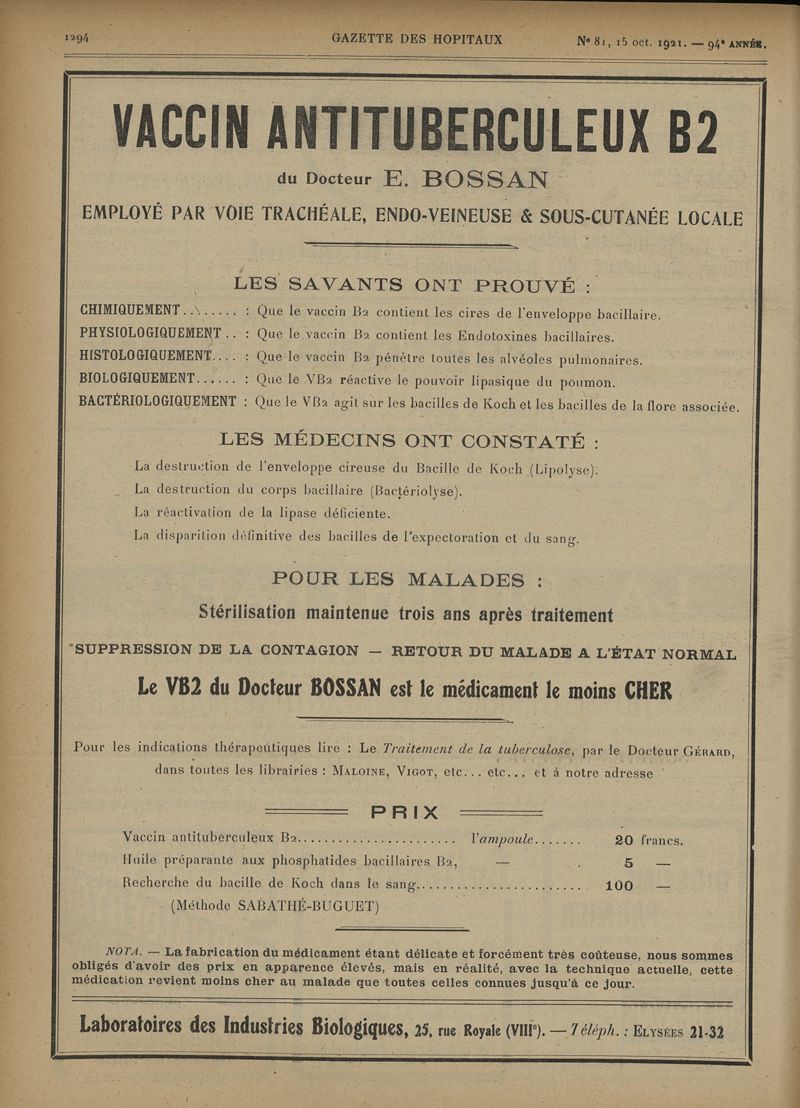 1294 GAZETTE DES HOPITAUX N° 81, 15 oct. 1921. — 94e ANNÉE.
VACCIN ANTITUBERCULEUX B2
du Docteur E. BOSSAN
EMPLOYÉ PAR VOIE TRACHÉALE, ENDO-VEINEUSE & SOUS-CUTANÉE LOCALE
LES SAVANTS ONT PROUVÉ :
CHIMIQUEMENT........ : Que le vaccin B2 contient les cires de l'enveloppe bacillaire.
PHYSIOLOGIQUEMENT .. : Que le vaccin B2 contient les Endotoxines bacillaires.
HISTOLOGIQUEMENT.... : Que le vaccin B2 pénètre toutes les alvéoles pulmonaires.
BIOLOGIQUEMENT...... : Que le VB2 réactive le pouvoir lipasique du poumon.
BACTÉRIOLOGIQUEMENT : Que le VB2 agit sur les bacilles de Koch et les bacilles de la flore associée.
LES MÉDECINS ONT CONSTATÉ :
La destruction de l'enveloppe cireuse du Bacille de Koch (Lipolyse).
La destruction du corps bacillaire (Bactériolyse).
La réactivation de la lipase déficiente.
La disparition définitive des bacilles de l'expectoration et du sang.
POUR LES MALADES :
Stérilisation maintenue trois ans après traitement
SUPPRESSION DE LA CONTAGION — RETOUR DU MALADE A L'ÉTAT NORMAL
Le VB2 du Docteur BOSSAN est le médicament le moins CHER
Pour les indications thérapeutiques lire : Le Traitement de la tuberculose, par le Docteur GÉRARD,
dans toutes les librairies : MALOINE, VIGOT, etc... etc... et à notre adresse
PRIX
Vaccin antituberculeux B2........................ l'ampoule....... 20 francs.
Huile préparante aux phosphatides bacillaires B2, — . 5 —
Recherche du bacille de Koch dans le sang......................... 100 —
(Méthode SABATHÉ-BUGUET)
NOTA. — La fabrication du médicament étant délicate et forcément très coûteuse, nous sommes
obligés d'avoir des prix en apparence élevés, mais en réalité, avec la technique actuelle, cette
médication revient moins cher au malade que toutes celles connues jusqu'à ce jour.
Laboratoires des Industries Biologiques, 25, rue Royale (VIIIe). — Téléph. : ELYSÉES 21-32